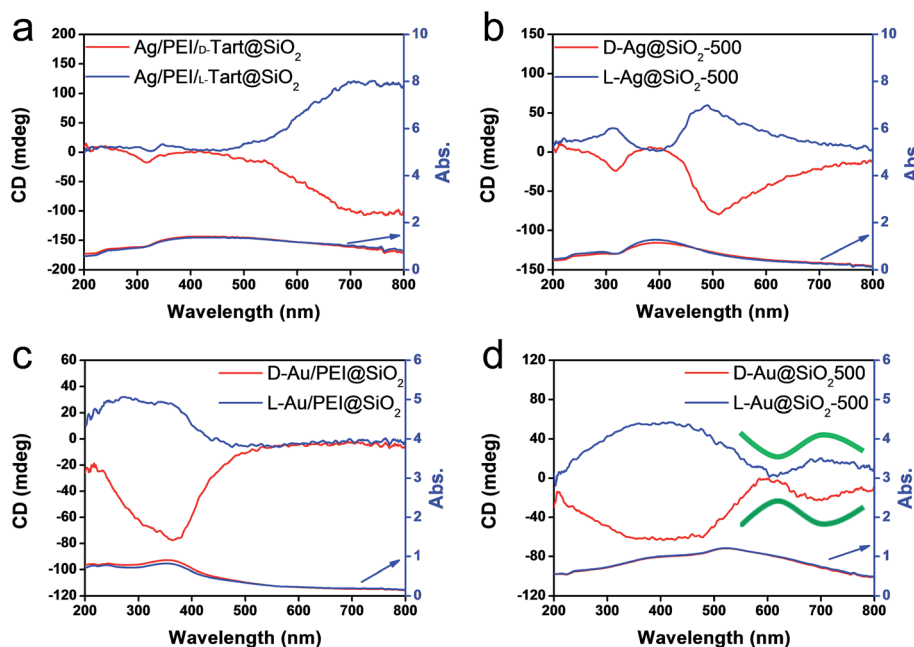 a
200
150
100
50
0
-50
-100
-150
-200
CD (mdeg)
Ag/PEI/D-Tart@SiO2
Ag/PEI/L-Tart@SiO2
10
8
6
4
2
0
Abs.
200 300 400 500 600 700 800
Wavelength (nm)
b
150
100
50
0
-50
-100
-150
CD (mdeg)
D-Ag@SiO2-500
L-Ag@SiO2-500
10
8
6
4
2
0
Abs.
200 300 400 500 600 700 800
Wavelength (nm)
c
60
40
20
0
-20
-40
-60
-80
-100
-120
CD (mdeg)
D-Au/PEI@SiO2
L-Au/PEI@SiO2
6
5
4
3
2
1
0
Abs.
200 300 400 500 600 700 800
Wavelength (nm)
d
120
80
40
0
-40
-80
-120
CD (mdeg)
D-Au@SiO2500
L-Au@SiO2-500
6
5
4
3
2
1
0
Abs.
200 300 400 500 600 700 800
Wavelength (nm)